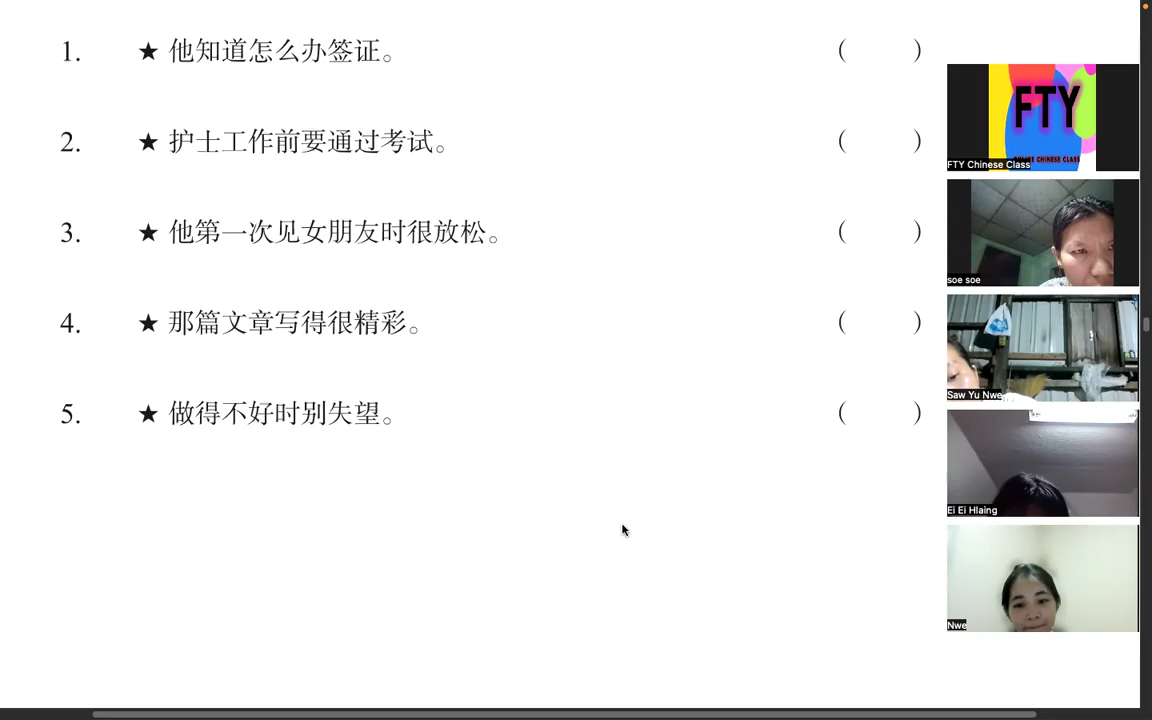 1. ★ 他知道怎么办签证。 ( )
2. ★ 护士工作前要通过考试。 ( )
3. ★ 他第一次见女朋友时很放松。 ( )
4. ★ 那篇文章写得很精彩。 ( )
5. ★ 做得不好时别失望。 ( )
FTY
CHINESE CLASS
FTY Chinese Class
soe soe
Saw Yu Nwe
Ei Ei Hlaing
Nwe